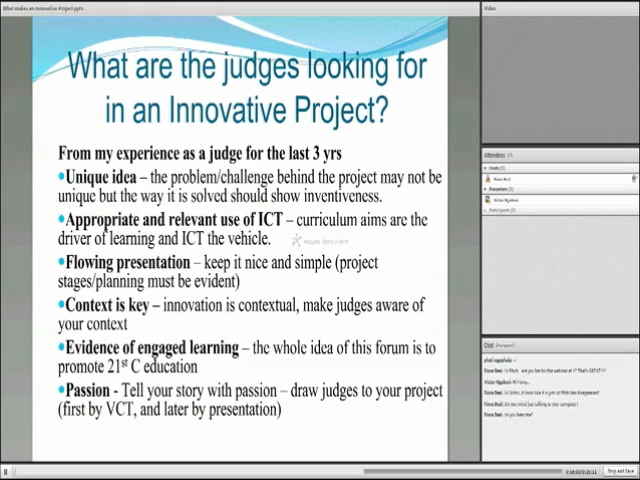 What makes an Innovative Project.pptx
What are the judges looking for
in an Innovative Project?
From my experience as a judge for the last 3 yrs
•Unique idea – the problem/challenge behind the project may not be
unique but the way it is solved should show inventiveness.
•Appropriate and relevant use of ICT – curriculum aims are the
driver of learning and ICT the vehicle.
•Flowing presentation – keep it nice and simple (project
stages/planning must be evident)
•Context is key – innovation is contextual, make judges aware of
your context
•Evidence of engaged learning – the whole idea of this forum is to
promote 21st C education
•Passion - Tell your story with passion – draw judges to your project
(first by VCT, and later by presentation)
Video
Attendees
Chat
Stop and Save